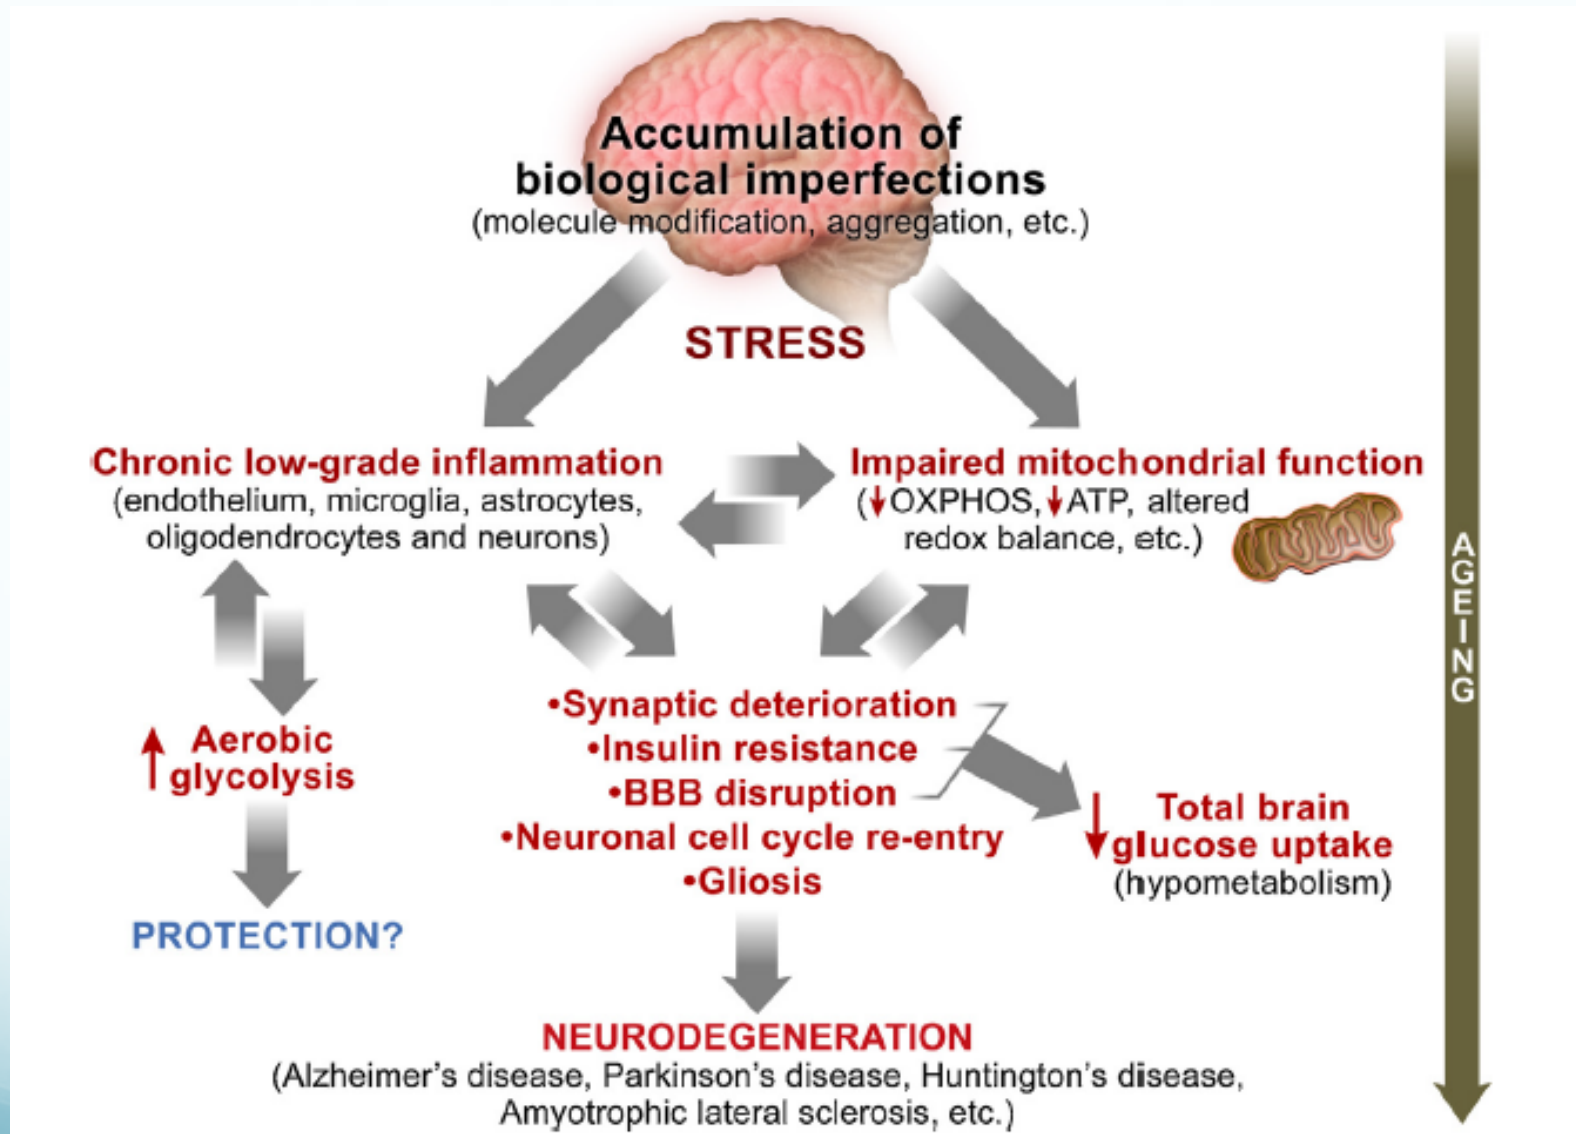 Accumulation of
biological imperfections
(molecule modification, aggregation, etc.)
STRESS
Chronic low-grade inflammation
(endothelium, microglia, astrocytes,
oligodendrocytes and neurons)
Impaired mitochondrial function
(↓OXPHOS, ↓ATP, altered
redox balance, etc.)
↑ Aerobic
glycolysis
PROTECTION?
•Synaptic deterioration
•Insulin resistance
•BBB disruption
•Neuronal cell cycle re-entry
•Gliosis
↓ Total brain
glucose uptake
(hypometabolism)
NEURODEGENERATION
(Alzheimer's disease, Parkinson's disease, Huntington's disease,
Amyotrophic lateral sclerosis, etc.)
AGEING